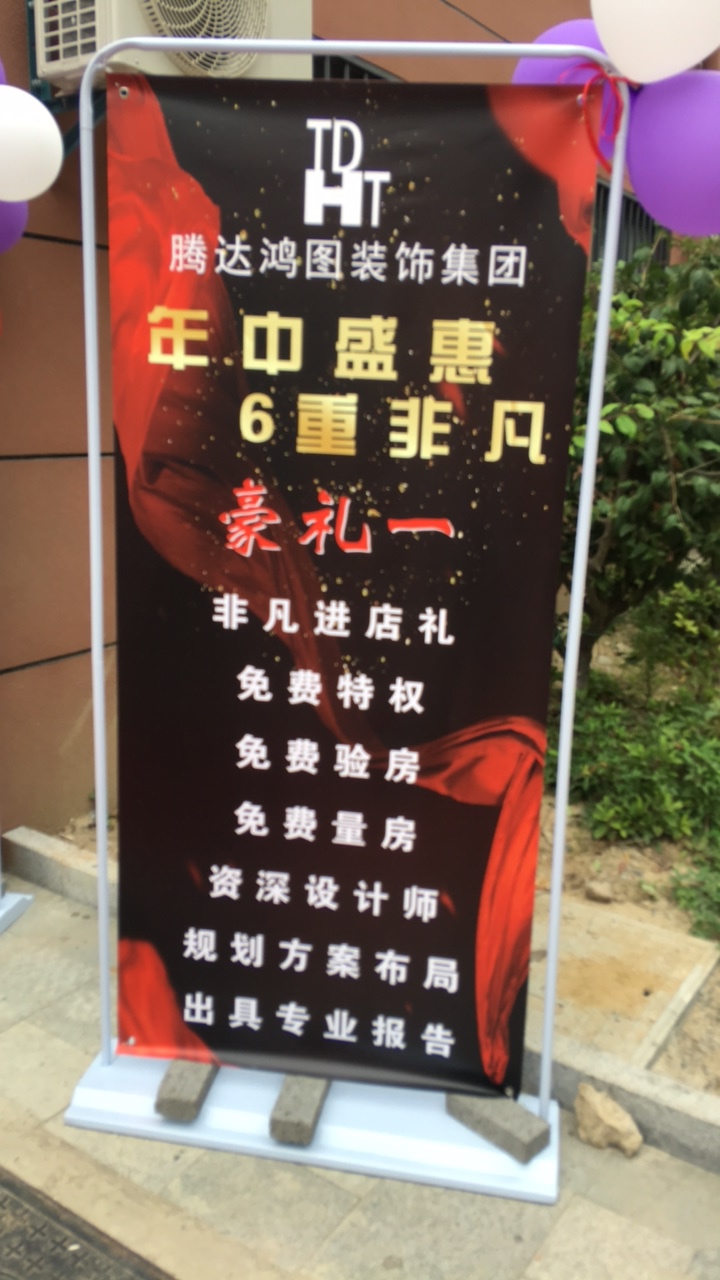 TD
HT
腾达鸿图装饰集团
年中盛惠
6重非凡
豪礼一
非凡进店礼
免费特权
免费验房
免费量房
资深设计师
规划方案布局
出具专业报告